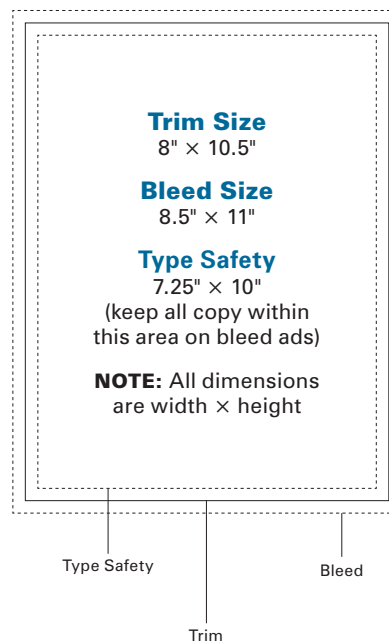 Trim Size
8" × 10.5"
Bleed Size
8.5" × 11"
Type Safety
7.25" × 10"
(keep all copy within
this area on bleed ads)
NOTE: All dimensions
are width × height
Type Safety
Bleed
Trim